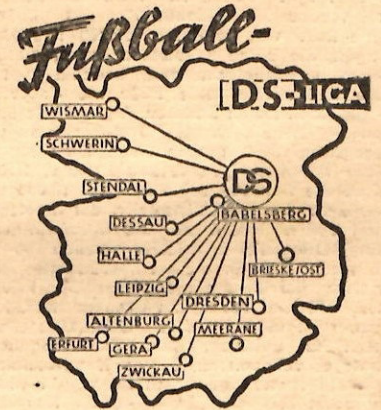 Fußball-
DS-LIGA
WISMAR
SCHWERIN
STENDAL
DS
DESSAU
BABELSBERG
HALLE
BRIESKE/OST
LEIPZIG
DRESDEN
ALTENBURG
MEERANE
ERFURT
GERA
ZWICKAU